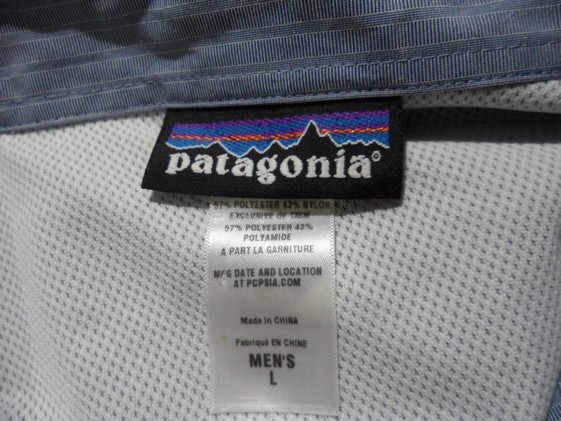 patagonia®
57% POLYESTER 43% NYLON
EXCLUSIVE OF TRIM
57% POLYESTER 43%
POLYAMIDE
A PART LA GARNITURE
MFG DATE AND LOCATION
AT PCPSIA.COM
Made in CHINA
Fabriqué EN CHINE
MEN'S
L